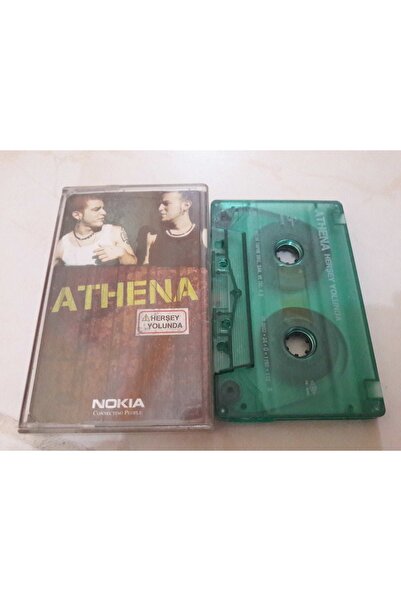 ATHENA
HERŞEY
YOLUNDA
NOKIA
CONNECTING PEOPLE
ATHENA HERŞEY YOLUNDA